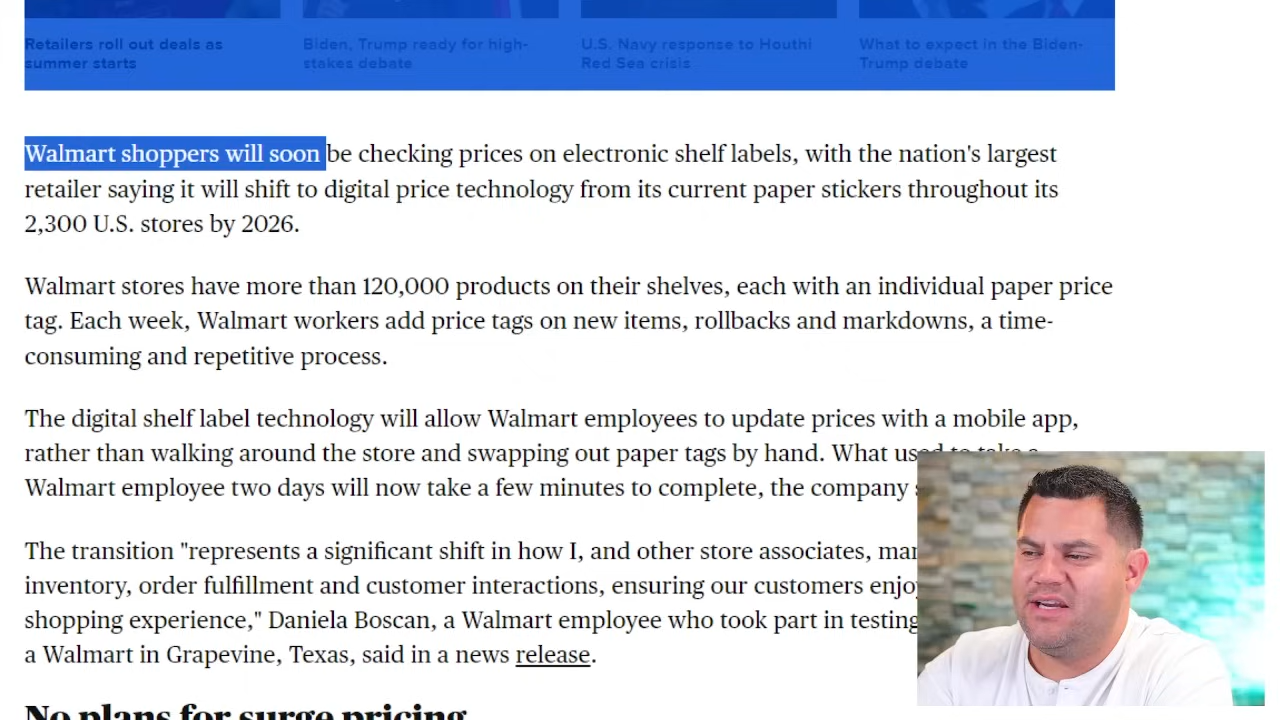 Retailers roll out deals as
summer starts
Biden, Trump ready for high-
stakes debate
U.S. Navy response to Houthi
Red Sea crisis
What to expect in the Biden-
Trump debate
Walmart shoppers will soon be checking prices on electronic shelf labels, with the nation's largest
retailer saying it will shift to digital price technology from its current paper stickers throughout its
2,300 U.S. stores by 2026.
Walmart stores have more than 120,000 products on their shelves, each with an individual paper price
tag. Each week, Walmart workers add price tags on new items, rollbacks and markdowns, a time-
consuming and repetitive process.
The digital shelf label technology will allow Walmart employees to update prices with a mobile app,
rather than walking around the store and swapping out paper tags by hand. What used to take a
Walmart employee two days will now take a few minutes to complete, the company
The transition "represents a significant shift in how I, and other store associates,
inventory, order fulfillment and customer interactions, ensuring our customers
shopping experience," Daniela Boscan, a Walmart employee who took part in testing
a Walmart in Grapevine, Texas, said in a news release.
No plans for surge pricing